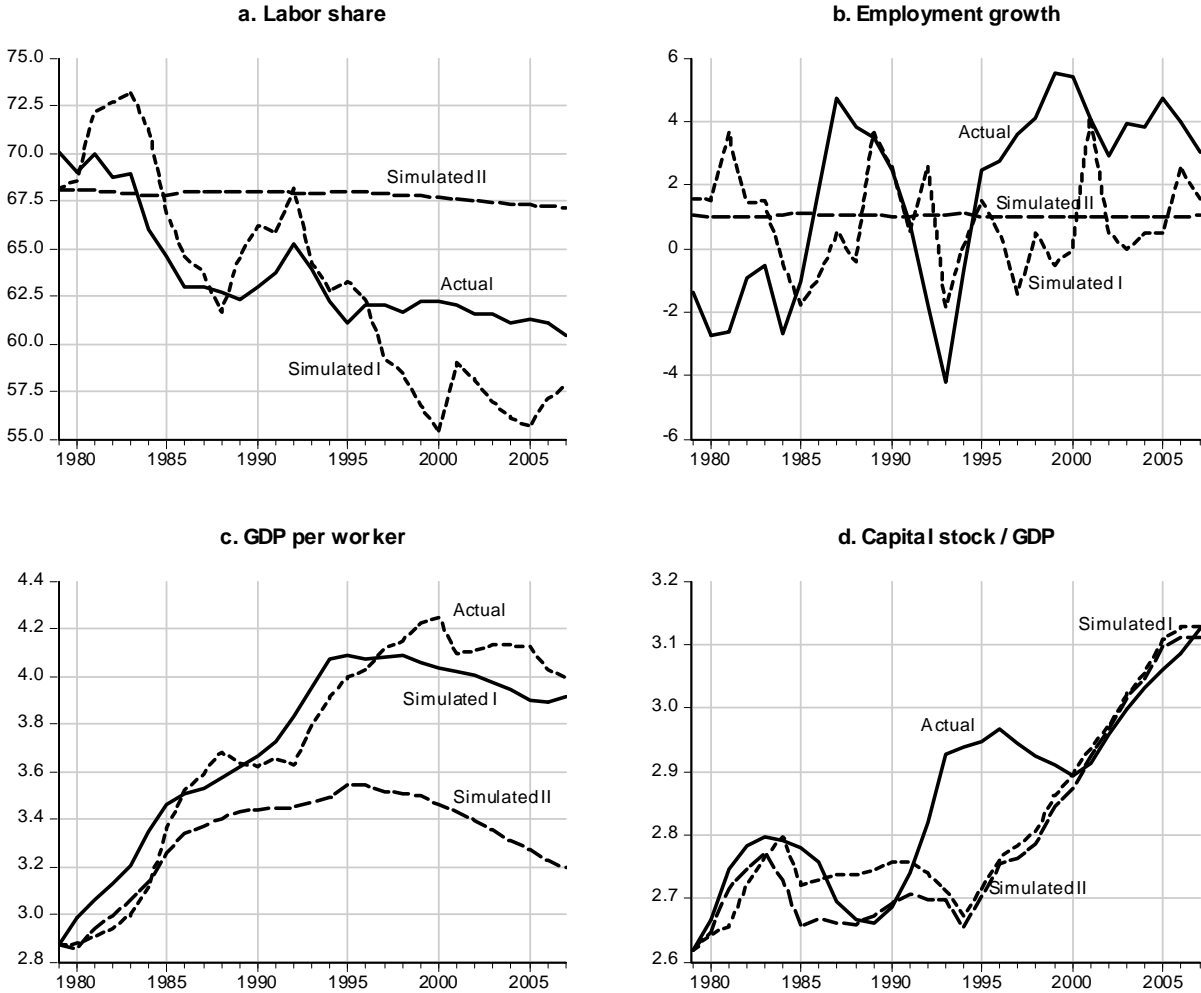 a. Labor share
75.0
72.5
70.0
67.5
65.0
62.5
60.0
57.5
55.0
Simulated II
Actual
Simulated I
1980 1985 1990 1995 2000 2005
b. Employment growth
6
4
2
0
-2
-4
-6
Actual
Simulated II
Simulated I
1980 1985 1990 1995 2000 2005
c. GDP per worker
4.4
4.2
4.0
3.8
3.6
3.4
3.2
3.0
2.8
Actual
Simulated I
Simulated II
1980 1985 1990 1995 2000 2005
d. Capital stock / GDP
3.2
3.1
3.0
2.9
2.8
2.7
2.6
Simulated I
Actual
Simulated II
1980 1985 1990 1995 2000 2005